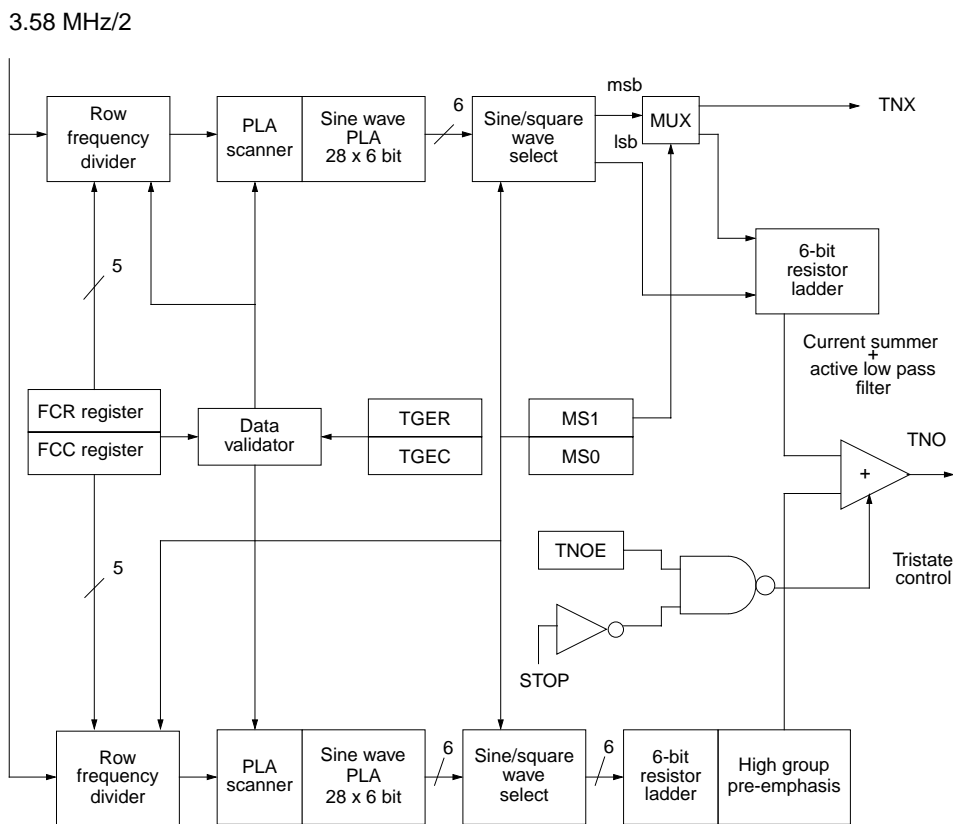 3.58 MHz/2
Row
frequency
divider
PLA
scanner
Sine wave
PLA
28 x 6 bit
6
Sine/square
wave
select
msb
lsb
MUX
TNX
5
6-bit
resistor
ladder
Current summer
+
active low pass
filter
FCR register
FCC register
Data
validator
TGER
TGEC
MS1
MS0
TNO
+
5
TNOE
Tristate
control
STOP
Row
frequency
divider
PLA
scanner
Sine wave
PLA
28 x 6 bit
6
Sine/square
wave
select
6
6-bit
resistor
ladder
High group
pre-emphasis